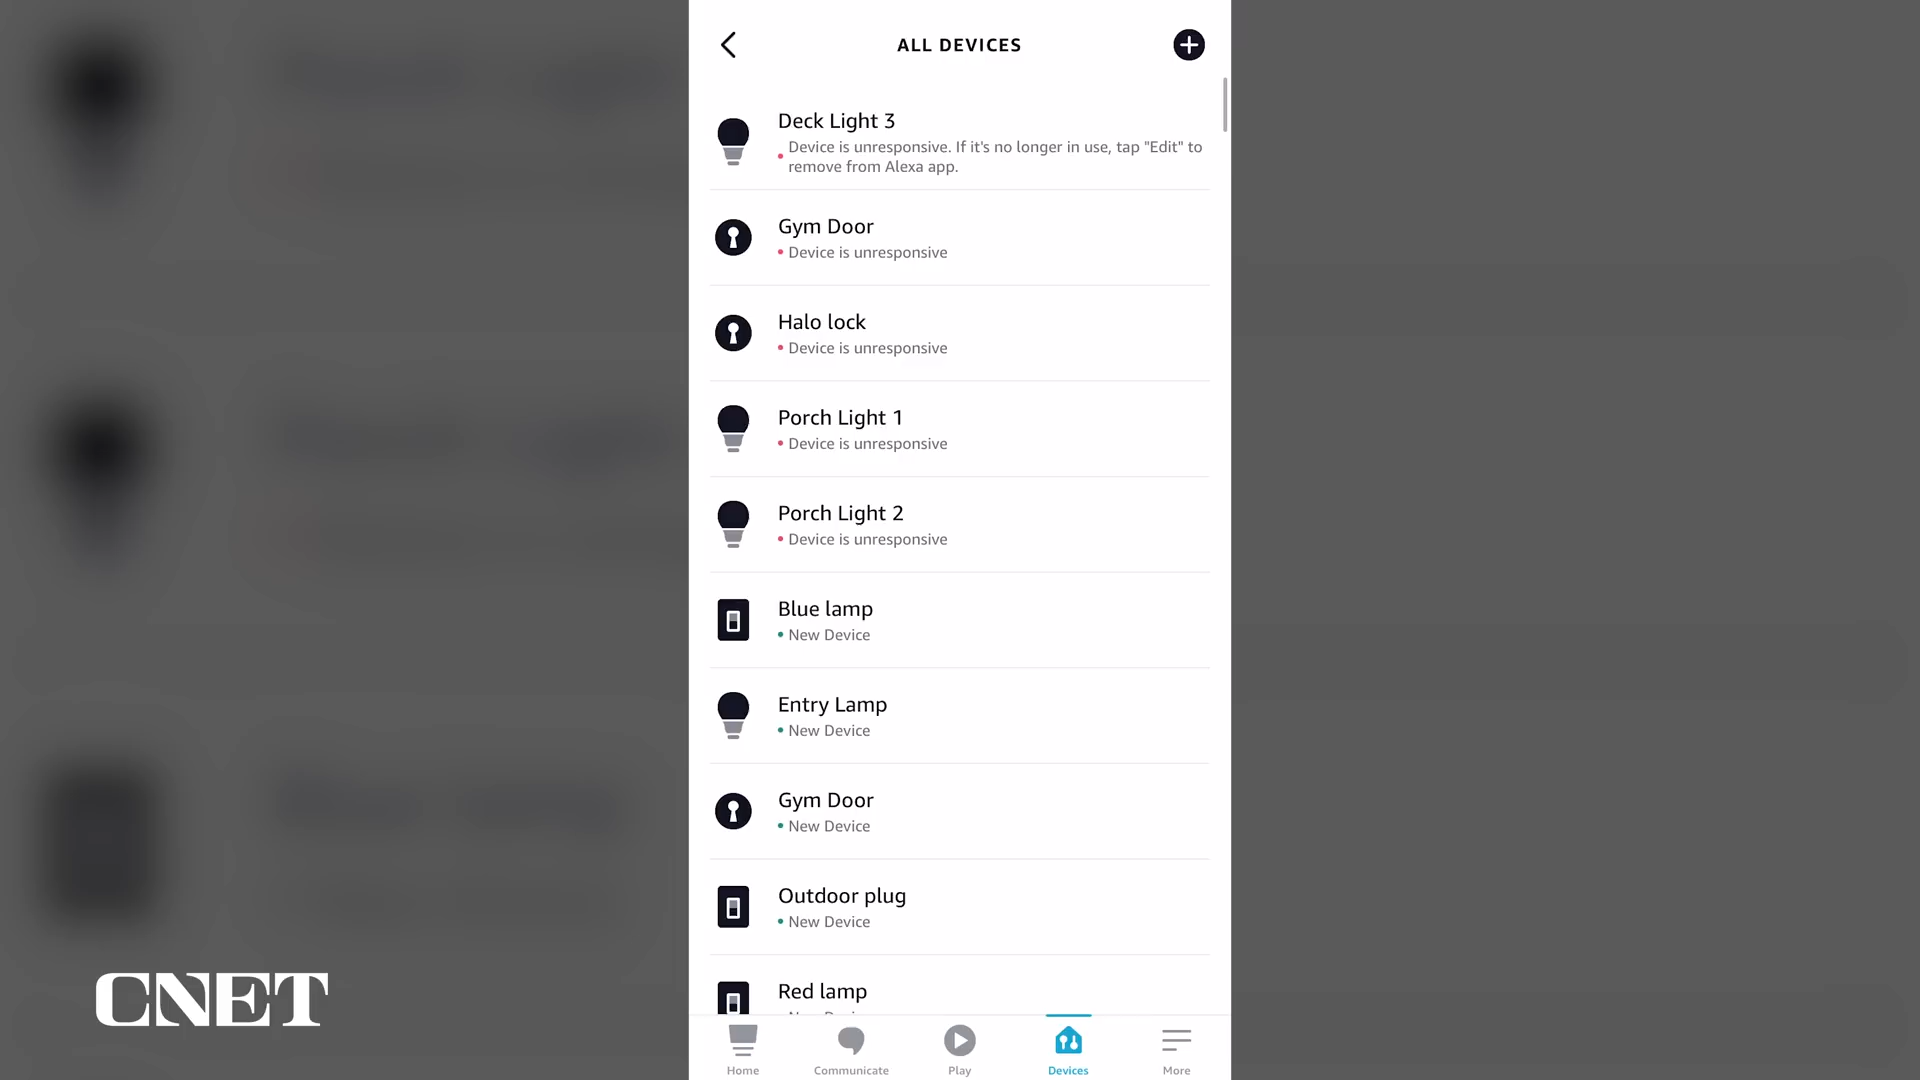 ALL DEVICES
Deck Light 3
Device is unresponsive. If it's no longer in use, tap "Edit" to
remove from Alexa app.
Gym Door
Device is unresponsive
Halo lock
Device is unresponsive
Porch Light 1
Device is unresponsive
Porch Light 2
Device is unresponsive
Blue lamp
New Device
Entry Lamp
New Device
Gym Door
New Device
Outdoor plug
New Device
Red lamp
CNET
Home
Communicate
Play
Devices
More